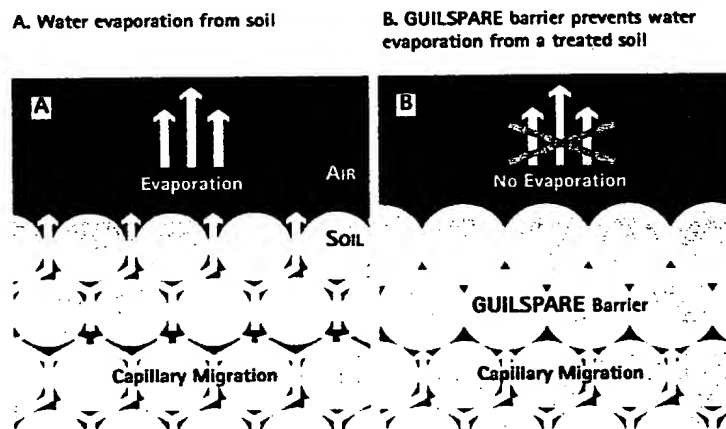 A. Water evaporation from soil
B. GUILSPARE barrier prevents water
evaporation from a treated soil
A
Evaporation
AIR
SOIL
Capillary Migration
B
No Evaporation
GUILSPARE Barrier
Capillary Migration